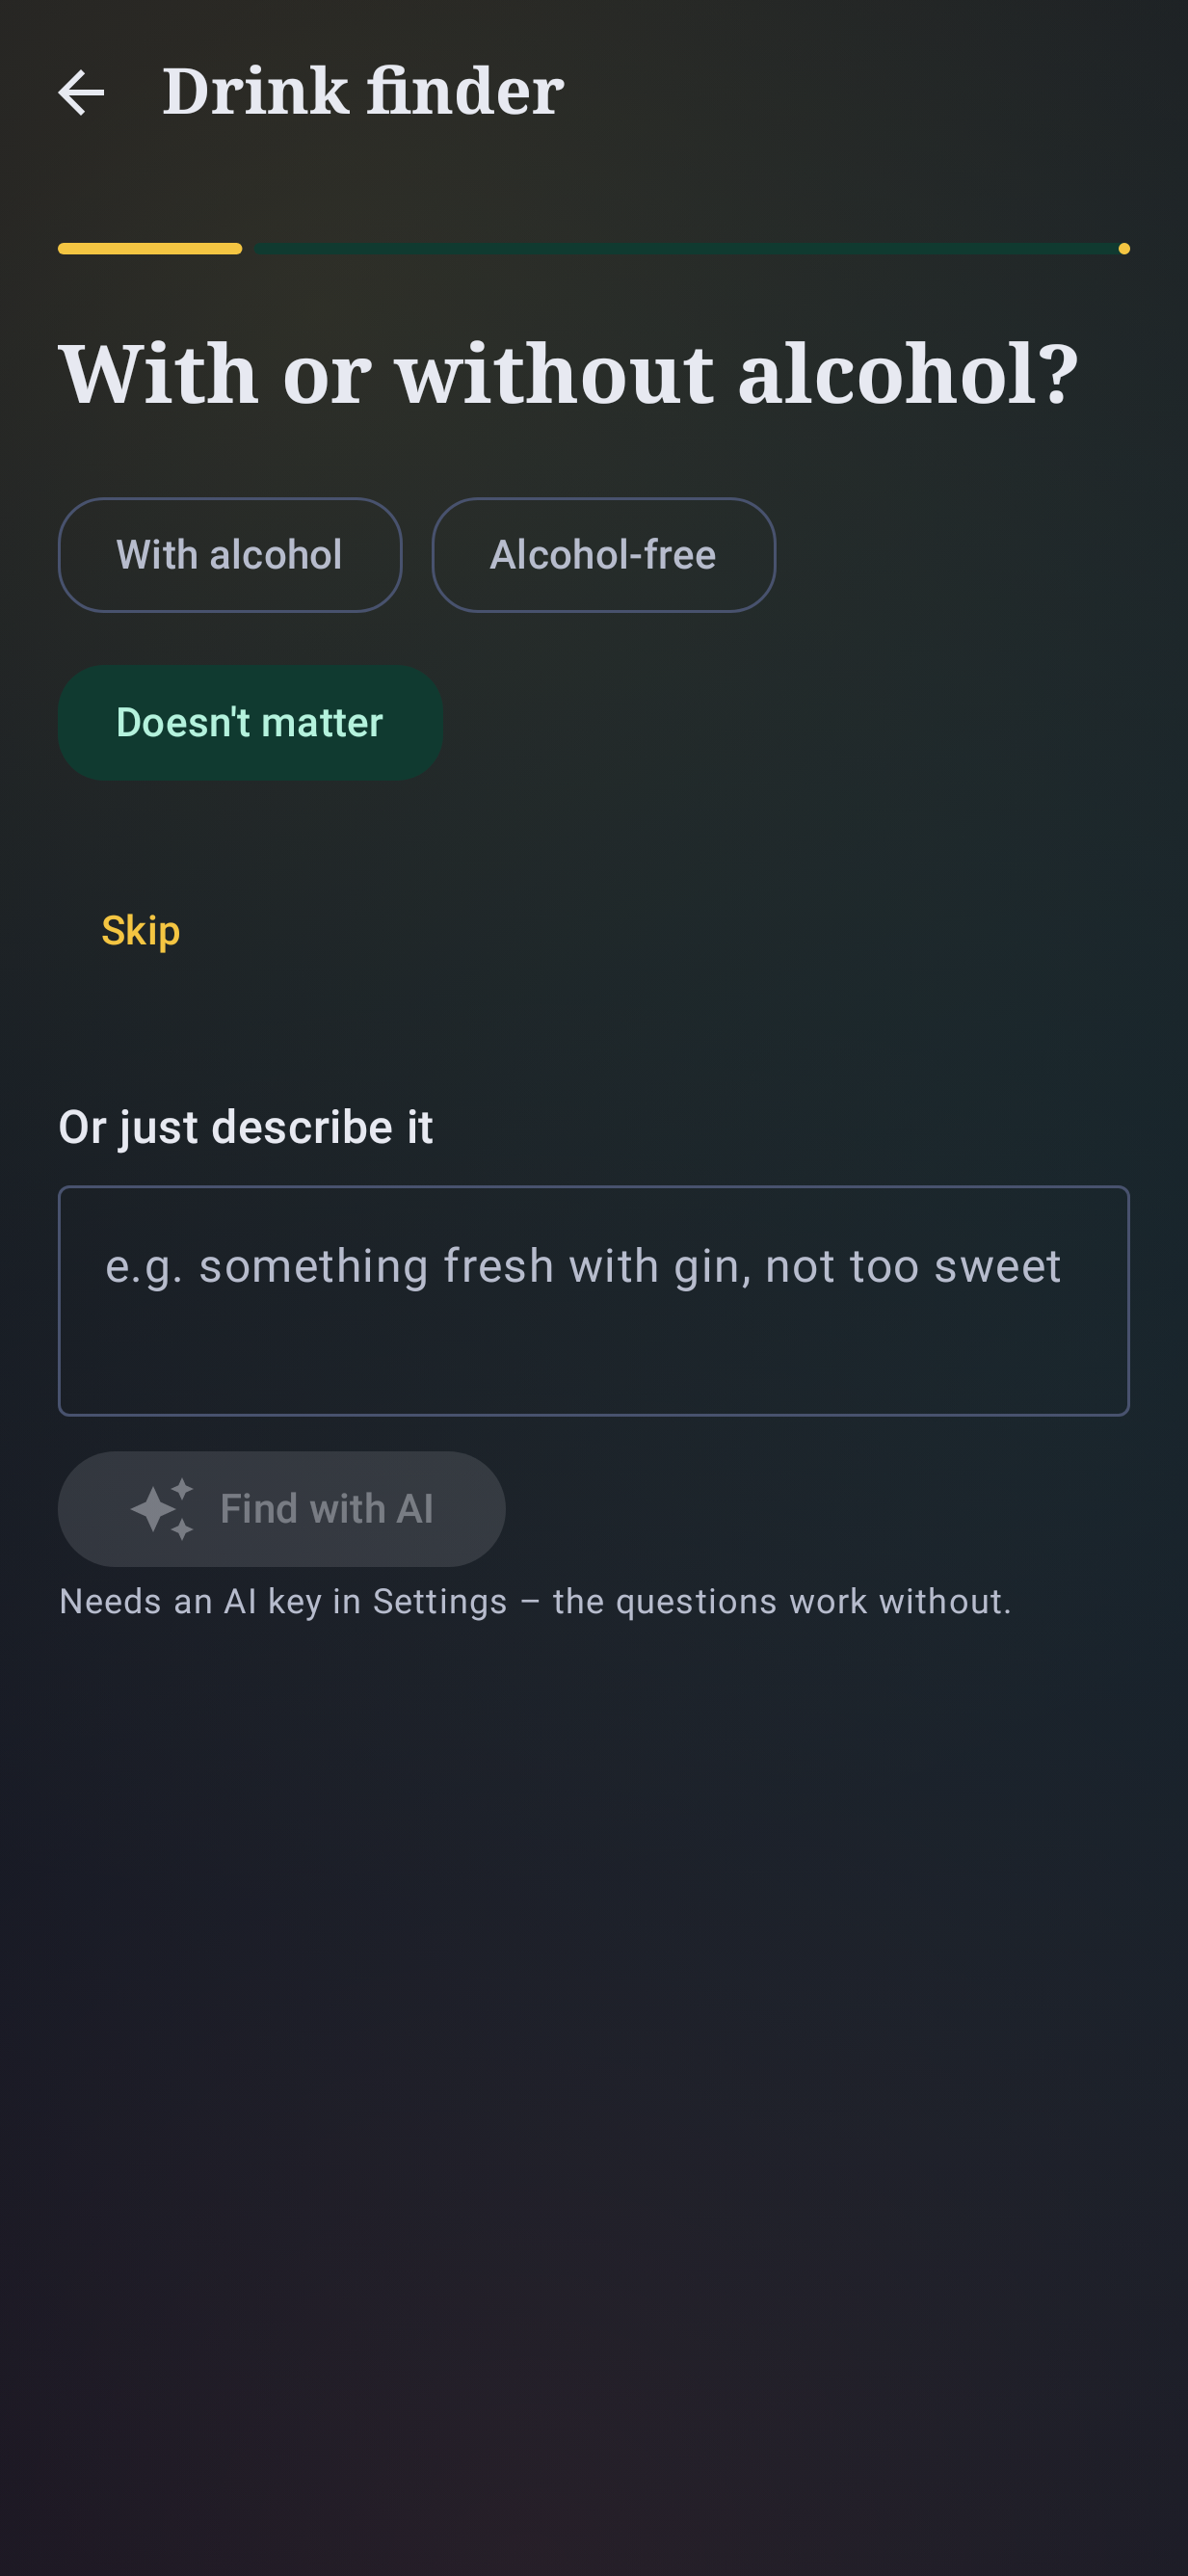 Drink finder
With or without alcohol?
With alcohol
Alcohol-free
Doesn't matter
Skip
Or just describe it
e.g. something fresh with gin, not too sweet
Find with AI
Needs an AI key in Settings – the questions work without.